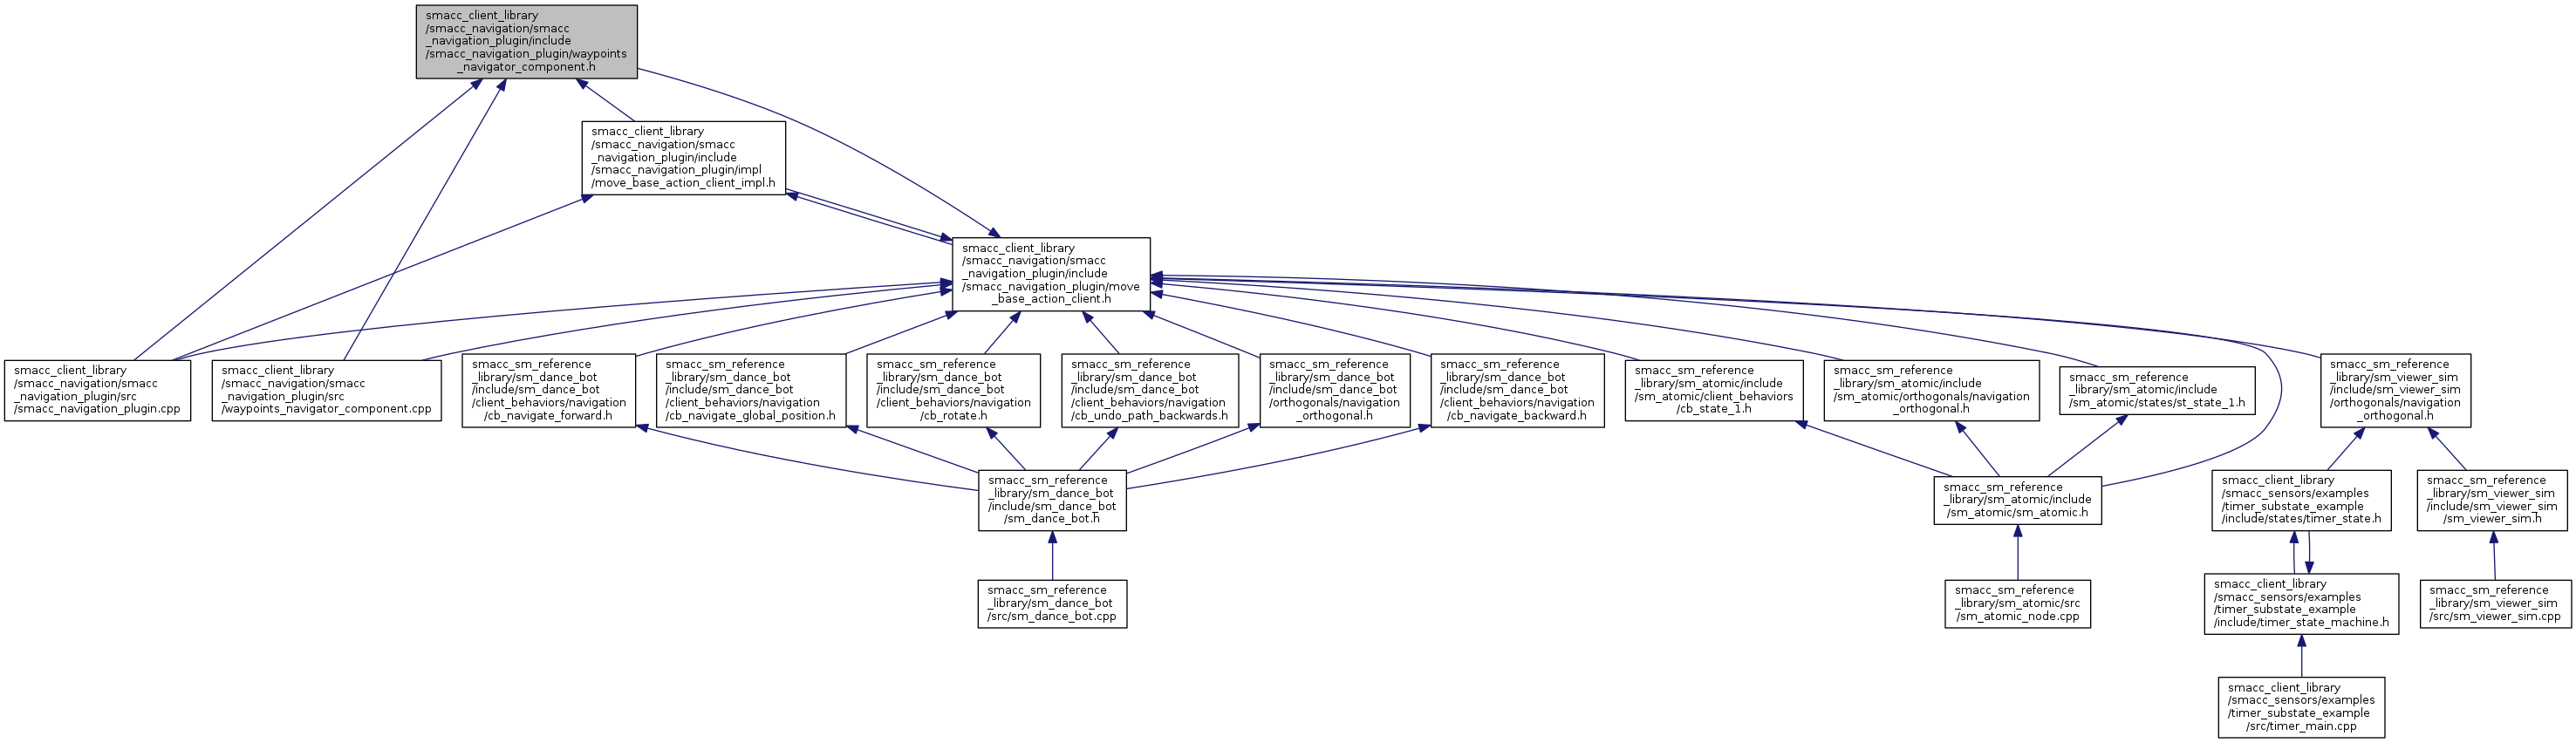 smacc_client_library
/smacc_navigation/smacc
_navigation_plugin/include
/smacc_navigation_plugin/waypoints
_navigator_component.h
smacc_client_library
/smacc_navigation/smacc
_navigation_plugin/include
/smacc_navigation_plugin/impl
/move_base_action_client_impl.h
smacc_client_library
/smacc_navigation/smacc
_navigation_plugin/include
/smacc_navigation_plugin/move
_base_action_client.h
smacc_client_library
/smacc_navigation/smacc
_navigation_plugin/src
/smacc_navigation_plugin.cpp
smacc_client_library
/smacc_navigation/smacc
_navigation_plugin/src
/waypoints_navigator_component.cpp
smacc_sm_reference
_library/sm_dance_bot
/include/sm_dance_bot
/client_behaviors/navigation
/cb_navigate_forward.h
smacc_sm_reference
_library/sm_dance_bot
/include/sm_dance_bot
/client_behaviors/navigation
/cb_navigate_global_position.h
smacc_sm_reference
_library/sm_dance_bot
/include/sm_dance_bot
/client_behaviors/navigation
/cb_rotate.h
smacc_sm_reference
_library/sm_dance_bot
/include/sm_dance_bot
/client_behaviors/navigation
/cb_undo_path_backwards.h
smacc_sm_reference
_library/sm_dance_bot
/include/sm_dance_bot
/orthogonals/navigation
_orthogonal.h
smacc_sm_reference
_library/sm_dance_bot
/include/sm_dance_bot
/client_behaviors/navigation
/cb_navigate_backward.h
smacc_sm_reference
_library/sm_atomic/include
/sm_atomic/client_behaviors
/cb_state_1.h
smacc_sm_reference
_library/sm_atomic/include
/sm_atomic/orthogonals/navigation
_orthogonal.h
smacc_sm_reference
_library/sm_atomic/include
/sm_atomic/states/st_state_1.h
smacc_sm_reference
_library/sm_viewer_sim
/include/sm_viewer_sim
/orthogonals/navigation
_orthogonal.h
smacc_sm_reference
_library/sm_dance_bot
/include/sm_dance_bot
/sm_dance_bot.h
smacc_sm_reference
_library/sm_atomic/include
/sm_atomic/sm_atomic.h
smacc_client_library
/smacc_sensors/examples
/timer_substate_example
/include/states/timer_state.h
smacc_sm_reference
_library/sm_viewer_sim
/include/sm_viewer_sim
/sm_viewer_sim.h
smacc_sm_reference
_library/sm_dance_bot
/src/sm_dance_bot.cpp
smacc_sm_reference
_library/sm_atomic/src
/sm_atomic_node.cpp
smacc_client_library
/smacc_sensors/examples
/timer_substate_example
/include/timer_state_machine.h
smacc_sm_reference
_library/sm_viewer_sim
/src/sm_viewer_sim.cpp
smacc_client_library
/smacc_sensors/examples
/timer_substate_example
/src/timer_main.cpp